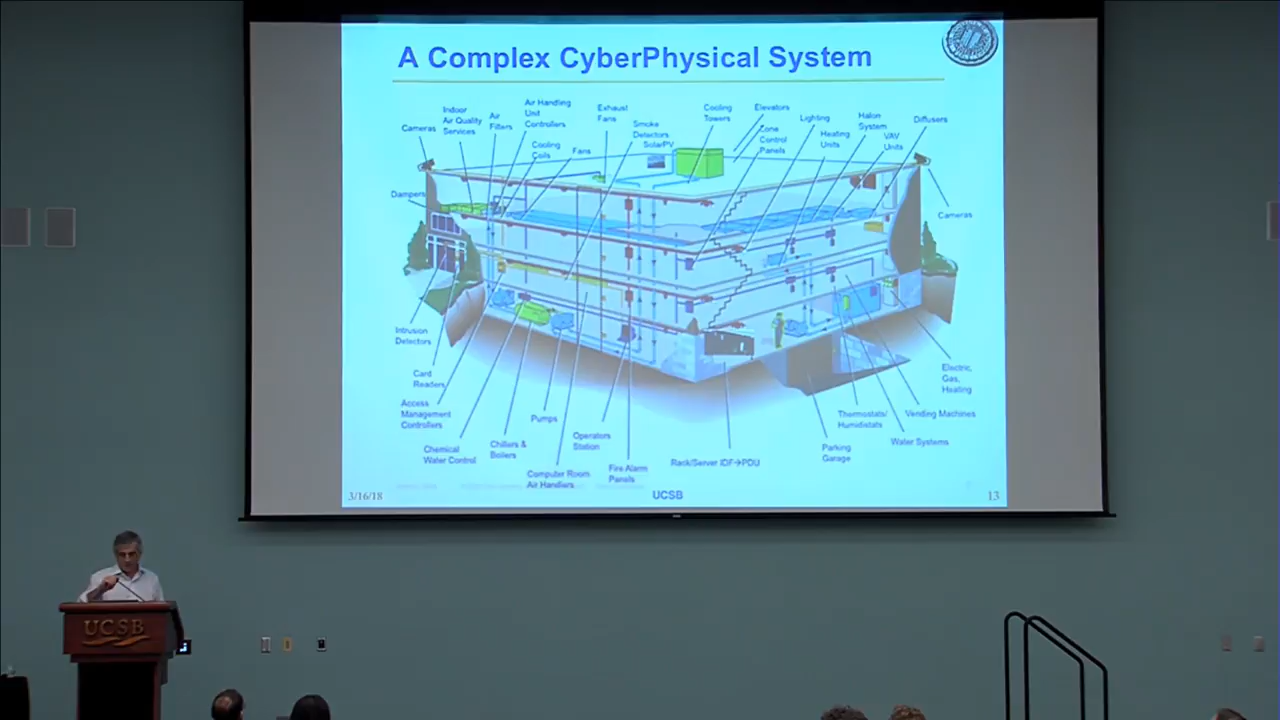 A Complex CyberPhysical System
Cameras
Indoor
Air Quality
Services
Air
Filters
Air Handling
Unit
Controllers
Cooling
Coils
Fans
Exhaust
Fans
Smoke
Detectors
SolarPV
Cooling
Towers
Elevators
Zone
Control
Panels
Lighting
Heating
Units
Halon
System
VAV
Units
Diffusers
Dampers
Cameras
Intrusion
Detectors
Card
Readers
Access
Management
Controllers
Chemical
Water Control
Chillers &
Boilers
Pumps
Computer Room
Air Handlers
Operators
Station
Fire Alarm
Panels
Rack/Server IDF→PDU
Parking
Garage
Thermostats/
Humidistats
Water Systems
Vending Machines
Electric,
Gas,
Heating
3/16/18
UCSB
13
UCSB